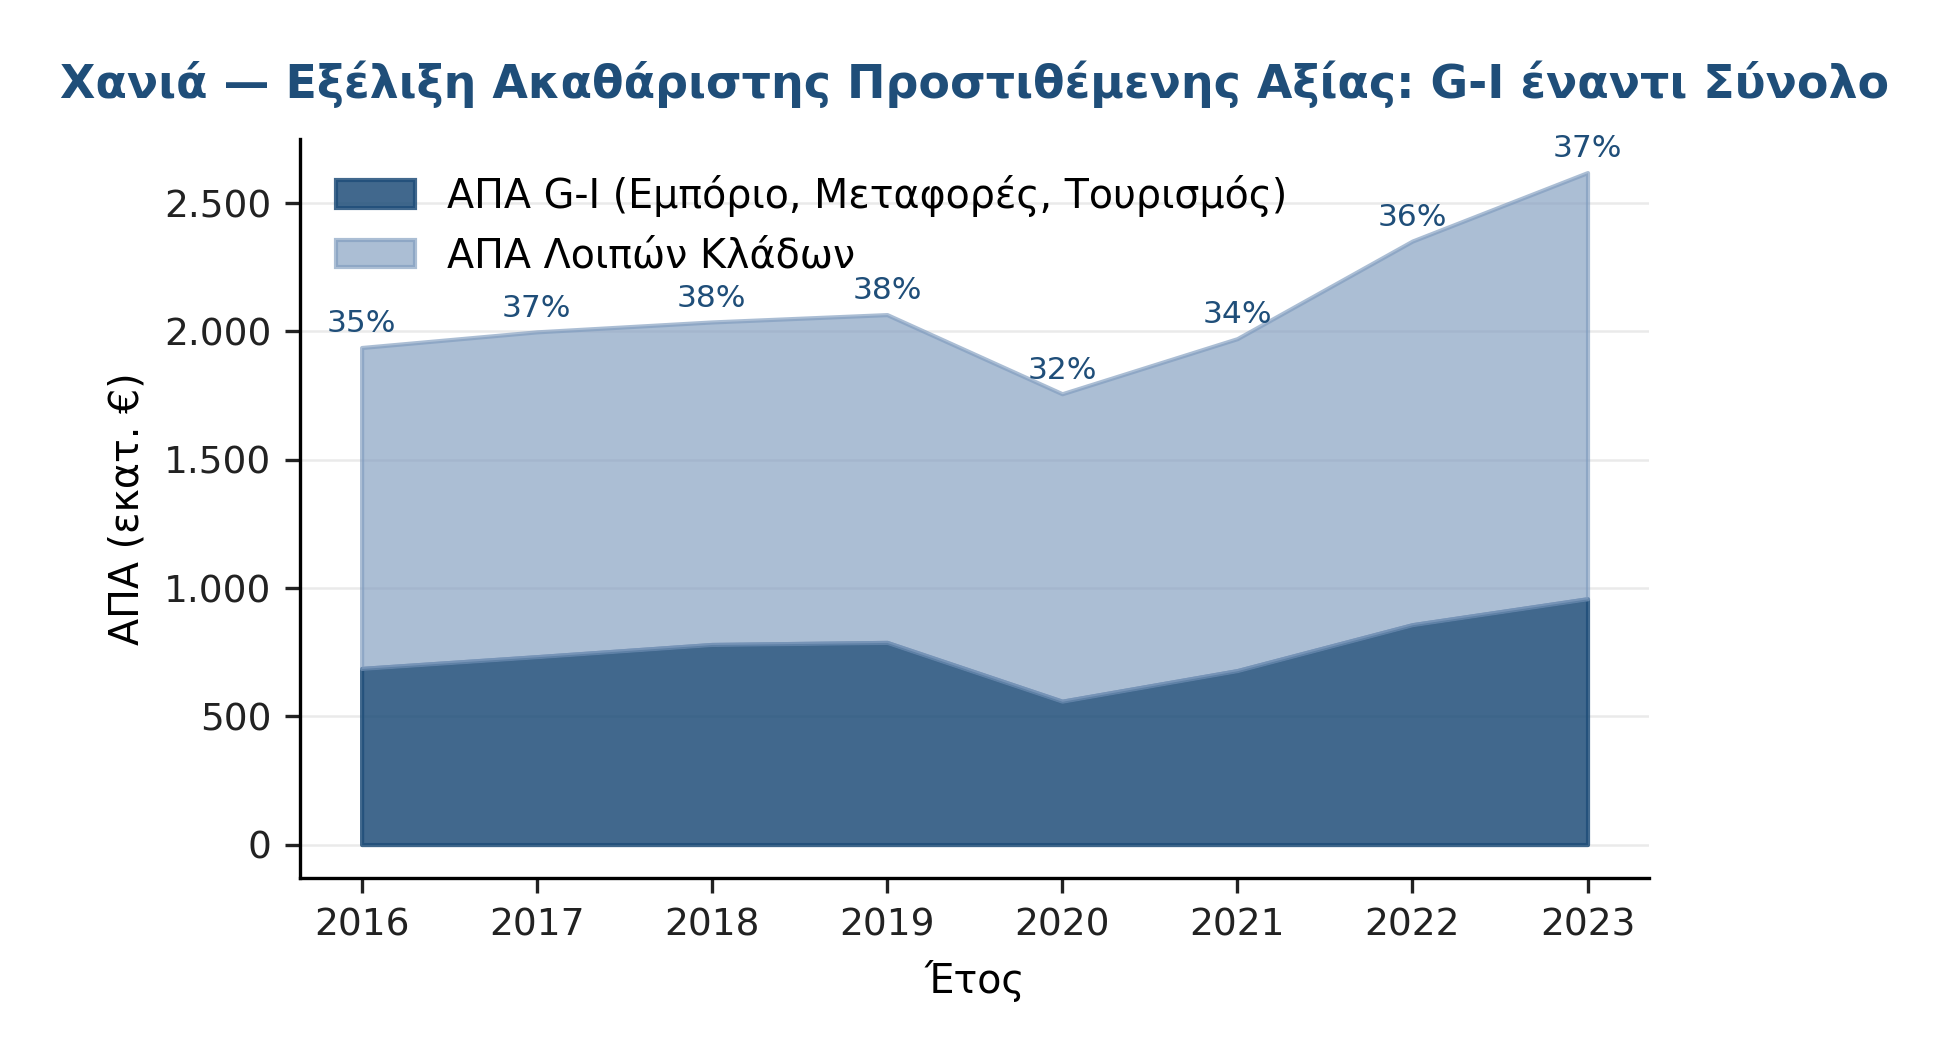 Χανιά — Εξέλιξη Ακαθάριστης Προστιθέμενης Αξίας: G-I έναντι Σύνολο
37%
ΑΠΑ G-I (Εμπόριο, Μεταφορές, Τουρισμός)
2.500
36%
ΑΠΑ Λοιπών Κλάδων
38%
38%
37%
34%
35%
2.000
32%
1.500
ΑΠΑ (εκατ. €)
1.000
500
0
2016 2017 2018 2019 2020 2021 2022 2023
Έτος